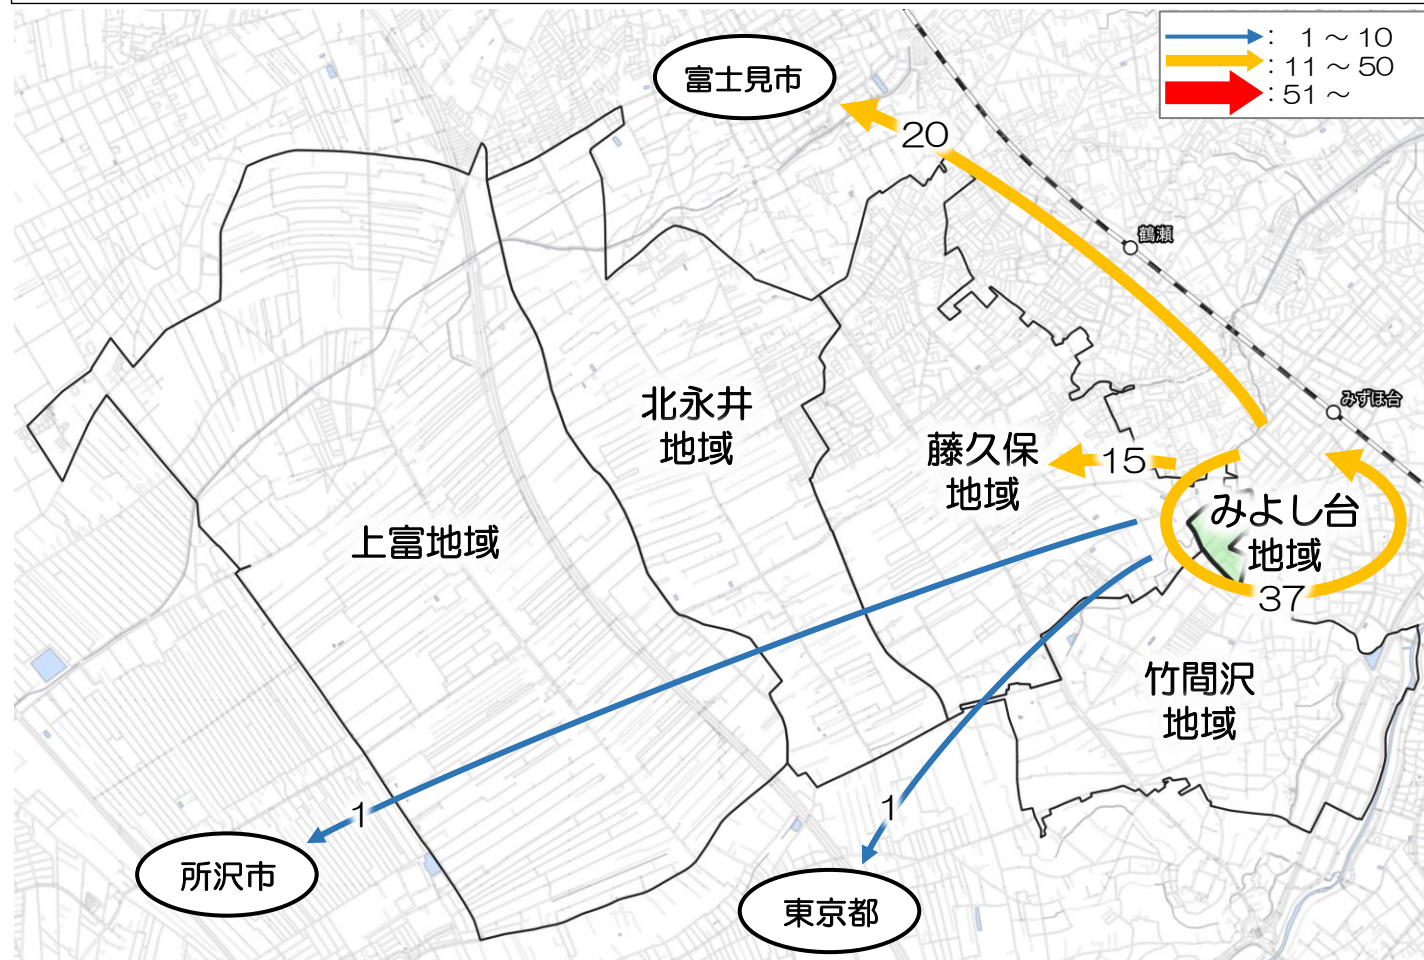 : 1 ~ 10
: 11 ~ 50
: 51 ~
富士見市
20
鶴瀬
みずほ台
北永井
地域
藤久保
地域
15
みよし台
地域
37
上富地域
竹間沢
地域
1
1
所沢市
東京都